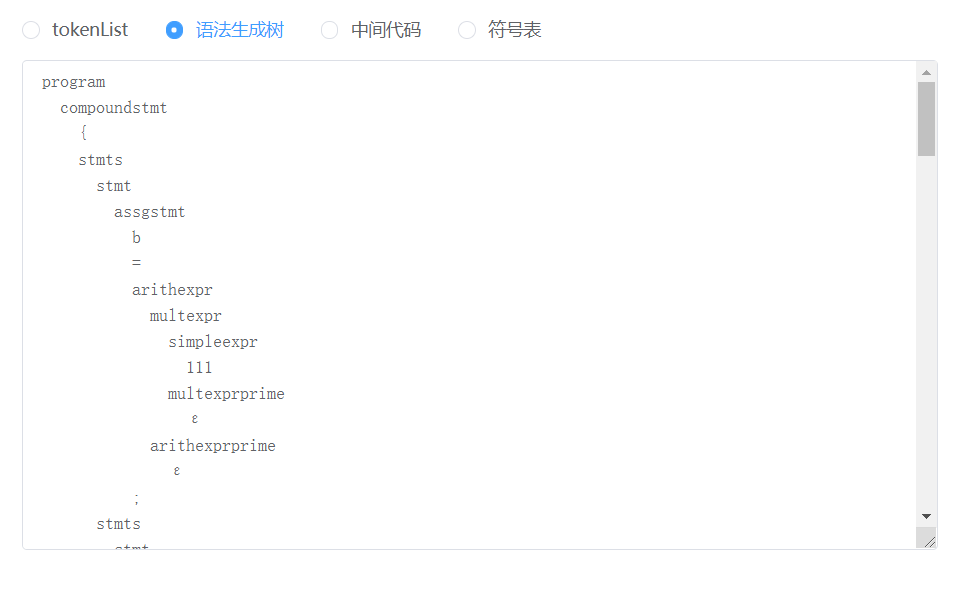 tokenList 语法生成树 中间代码 符号表
program
compoundstmt
{
stmts
stmt
assgstmt
b
=
arithexpr
multexpr
simpleexpr
111
multexprprime
ε
arithexprprime
ε
;
stmts
stmt